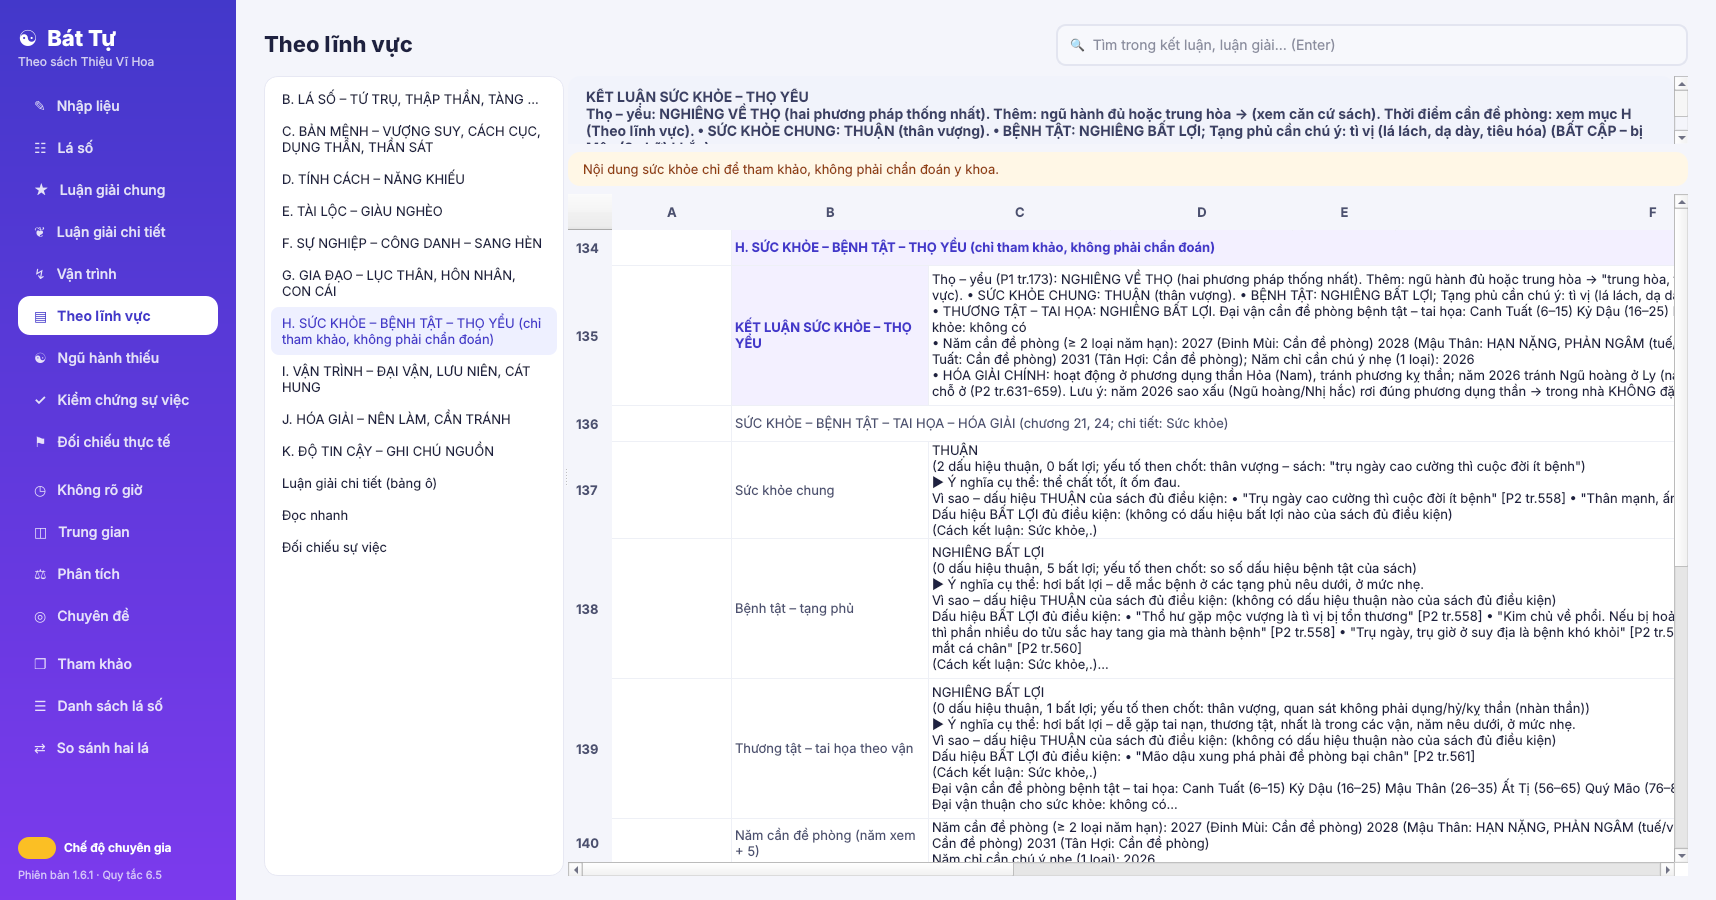 Bát Tự
Theo sách Thiệu Vĩ Hoa
Nhập liệu
Lá số
Luận giải chung
Luận giải chi tiết
Vận trình
Theo lĩnh vực
Ngũ hành thiếu
Kiểm chứng sự việc
Đối chiếu thực tế
Không rõ giờ
Trung gian
Phân tích
Chuyên đề
Tham khảo
Danh sách lá số
So sánh hai lá
Chế độ chuyên gia
Phiên bản 1.6.1 · Quy tắc 6.5
Theo lĩnh vực
Tìm trong kết luận, luận giải... (Enter)
B. LÁ SỐ – TỨ TRỤ, THẬP THẦN, TÀNG ...
C. BẢN MỆNH – VƯỢNG SUY, CÁCH CỤC,
DỤNG THẦN, THẦN SÁT
D. TÍNH CÁCH – NĂNG KHIẾU
E. TÀI LỘC – GIÀU NGHÈO
F. SỰ NGHIỆP – CÔNG DANH – SANG HÈN
G. GIA ĐẠO – LỤC THÂN, HÔN NHÂN,
CON CÁI
H. SỨC KHỎE – BỆNH TẬT – THỌ YỂU (chỉ
tham khảo, không phải chẩn đoán)
I. VẬN TRÌNH – ĐẠI VẬN, LƯU NIÊN, CÁT
HUNG
J. HÓA GIẢI – NÊN LÀM, CẦN TRÁNH
K. ĐỘ TIN CẬY – GHI CHÚ NGUỒN
Luận giải chi tiết (bảng ô)
Đọc nhanh
Đối chiếu sự việc
KẾT LUẬN SỨC KHỎE – THỌ YỂU
Thọ – yểu: NGHIÊNG VỀ THỌ (hai phương pháp thống nhất). Thêm: ngũ hành đủ hoặc trung hòa → (xem căn cứ sách). Thời điểm cần đề phòng: xem mục H
(Theo lĩnh vực). • SỨC KHỎE CHUNG: THUẬN (thân vượng). • BỆNH TẬT: NGHIÊNG BẤT LỢI; Tạng phủ cần chú ý: tì vị (lá lách, dạ dày, tiêu hóa) (BẤT CẬP – bị
Nội dung sức khỏe chỉ để tham khảo, không phải chẩn đoán y khoa.
A B C D E F
134 H. SỨC KHỎE – BỆNH TẬT – THỌ YỂU (chỉ tham khảo, không phải chẩn đoán)
135 KẾT LUẬN SỨC KHỎE – THỌ
YỂU
Thọ – yểu (P1 tr.173): NGHIÊNG VỀ THỌ (hai phương pháp thống nhất). Thêm: ngũ hành đủ hoặc trung hòa → "trung hòa,
vực). • SỨC KHỎE CHUNG: THUẬN (thân vượng). • BỆNH TẬT: NGHIÊNG BẤT LỢI; Tạng phủ cần chú ý: tì vị (lá lách, dạ
• THƯƠNG TẬT – TAI HỌA: NGHIÊNG BẤT LỢI. Đại vận cần đề phòng bệnh tật – tai họa: Canh Tuất (6–15) Kỷ Dậu (16–25)
khỏe: không có
• Năm cần đề phòng (≥ 2 loại năm hạn): 2027 (Đinh Mùi: Cần đề phòng) 2028 (Mậu Thân: HẠN NẶNG, PHẢN NGÂM (tuế/
Tuất: Cần đề phòng) 2031 (Tân Hợi: Cần đề phòng); Năm chỉ cần chú ý nhẹ (1 loại): 2026
• HÓA GIẢI CHÍNH: hoạt động ở phương dụng thần Hỏa (Nam), tránh phương kỵ thần; năm 2026 tránh Ngũ hoàng ở Ly
chỗ ở (P2 tr.631-659). Lưu ý: năm 2026 sao xấu (Ngũ hoàng/Nhị hắc) rơi đúng phương dụng thần → trong nhà KHÔNG
136 SỨC KHỎE – BỆNH TẬT – TAI HỌA – HÓA GIẢI (chương 21, 24; chi tiết: Sức khỏe)
137 Sức khỏe chung
THUẬN
(2 dấu hiệu thuận, 0 bất lợi; yếu tố then chốt: thân vượng – sách: "trụ ngày cao cường thì cuộc đời ít bệnh")
▶ Ý nghĩa cụ thể: thể chất tốt, ít ốm đau.
Vì sao – dấu hiệu THUẬN của sách đủ điều kiện: • "Trụ ngày cao cường thì cuộc đời ít bệnh" [P2 tr.558] • "Thân mạnh,
Dấu hiệu BẤT LỢI đủ điều kiện: (không có dấu hiệu bất lợi nào của sách đủ điều kiện)
(Cách kết luận: Sức khỏe,.)
138 Bệnh tật – tạng phủ
NGHIÊNG BẤT LỢI
(0 dấu hiệu thuận, 5 bất lợi; yếu tố then chốt: so số dấu hiệu bệnh tật của sách)
▶ Ý nghĩa cụ thể: hơi bất lợi – dễ mắc bệnh ở các tạng phủ nêu dưới, ở mức nhẹ.
Vì sao – dấu hiệu THUẬN của sách đủ điều kiện: (không có dấu hiệu thuận nào của sách đủ điều kiện)
Dấu hiệu BẤT LỢI đủ điều kiện: • "Thổ hư gặp mộc vượng là tì vị bị tổn thương" [P2 tr.558] • "Kim chủ về phổi. Nếu bị
thì phần nhiều do tửu sắc hay tang gia mà thành bệnh" [P2 tr.558] • "Trụ ngày, trụ giờ ở suy địa là bệnh khó khỏi" [P2
mắt cá chân" [P2 tr.560]
(Cách kết luận: Sức khỏe,.)...
139 Thương tật – tai họa theo vận
NGHIÊNG BẤT LỢI
(0 dấu hiệu thuận, 1 bất lợi; yếu tố then chốt: thân vượng, quan sát không phải dụng/hỷ/kỵ thần (nhàn thần))
▶ Ý nghĩa cụ thể: hơi bất lợi – dễ gặp tai nạn, thương tật, nhất là trong các vận, năm nêu dưới, ở mức nhẹ.
Vì sao – dấu hiệu THUẬN của sách đủ điều kiện: (không có dấu hiệu thuận nào của sách đủ điều kiện)
Dấu hiệu BẤT LỢI đủ điều kiện: • "Mão dậu xung phá phải đề phòng bại chân" [P2 tr.561]
(Cách kết luận: Sức khỏe,.)
Đại vận cần đề phòng bệnh tật – tai họa: Canh Tuất (6–15) Kỷ Dậu (16–25) Mậu Thân (26–35) Ất Tị (56–65) Quý Mão
Đại vận thuận cho sức khỏe: không có...
140 Năm cần đề phòng (năm xem
+ 5)
Năm cần đề phòng (≥ 2 loại năm hạn): 2027 (Đinh Mùi: Cần đề phòng) 2028 (Mậu Thân: HẠN NẶNG, PHẢN NGÂM (tuế/v
Cần đề phòng) 2031 (Tân Hợi: Cần đề phòng)
Năm chỉ cần chú ý nhẹ (1 loại): 2026